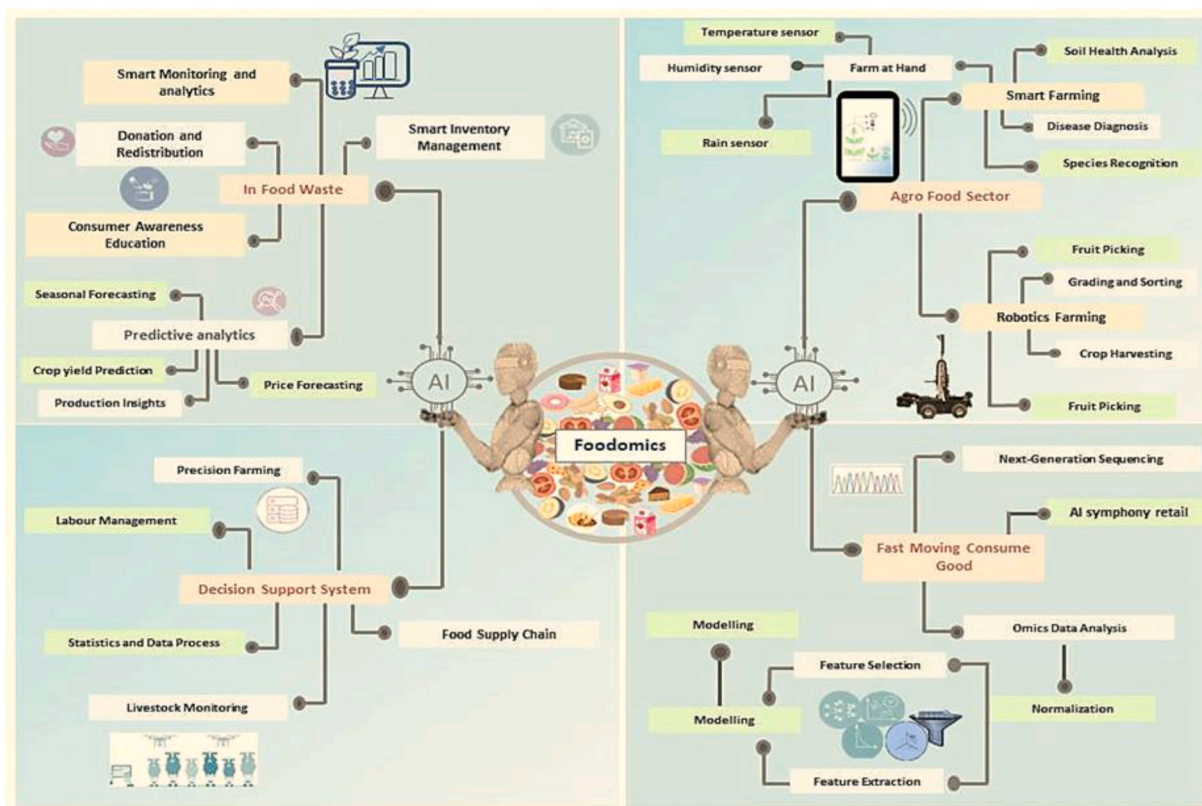 Smart Monitoring and
analytics
Donation and
Redistribution
Smart Inventory
Management
In Food Waste
Consumer Awareness
Education
Seasonal Forecasting
Predictive analytics
Crop yield Prediction
Price Forecasting
Production Insights
AI
Temperature sensor
Humidity sensor
Farm at Hand
Soil Health Analysis
Smart Farming
Disease Diagnosis
Rain sensor
Species Recognition
Agro Food Sector
Fruit Picking
Grading and Sorting
Robotics Farming
Crop Harvesting
Fruit Picking
AI
Foodomics
Precision Farming
Labour Management
Decision Support System
Statistics and Data Process
Food Supply Chain
Livestock Monitoring
Next-Generation Sequencing
AI symphony retail
Fast Moving Consume
Good
Omics Data Analysis
Modelling
Feature Selection
Modelling
Normalization
Feature Extraction